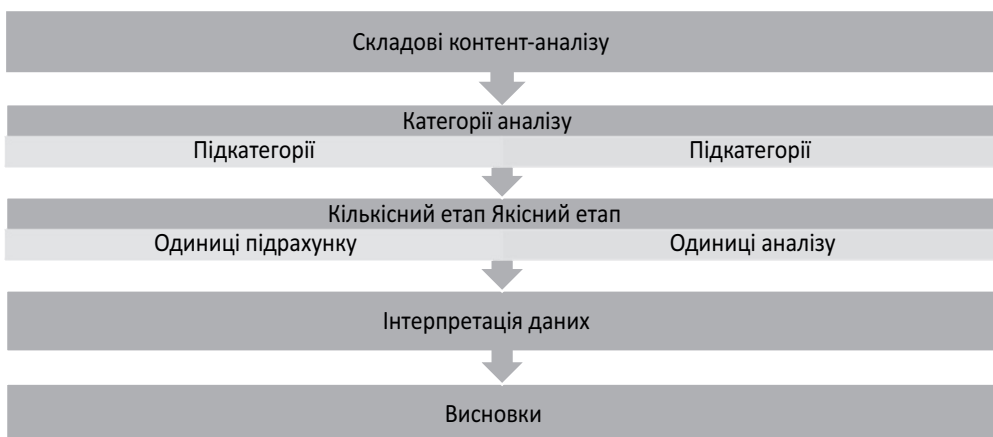 Складові контент-аналізу
Категорії аналізу
Підкатегорії Підкатегорії
Кількісний етап Якісний етап
Одиниці підрахунку Одиниці аналізу
Інтерпретація даних
Висновки